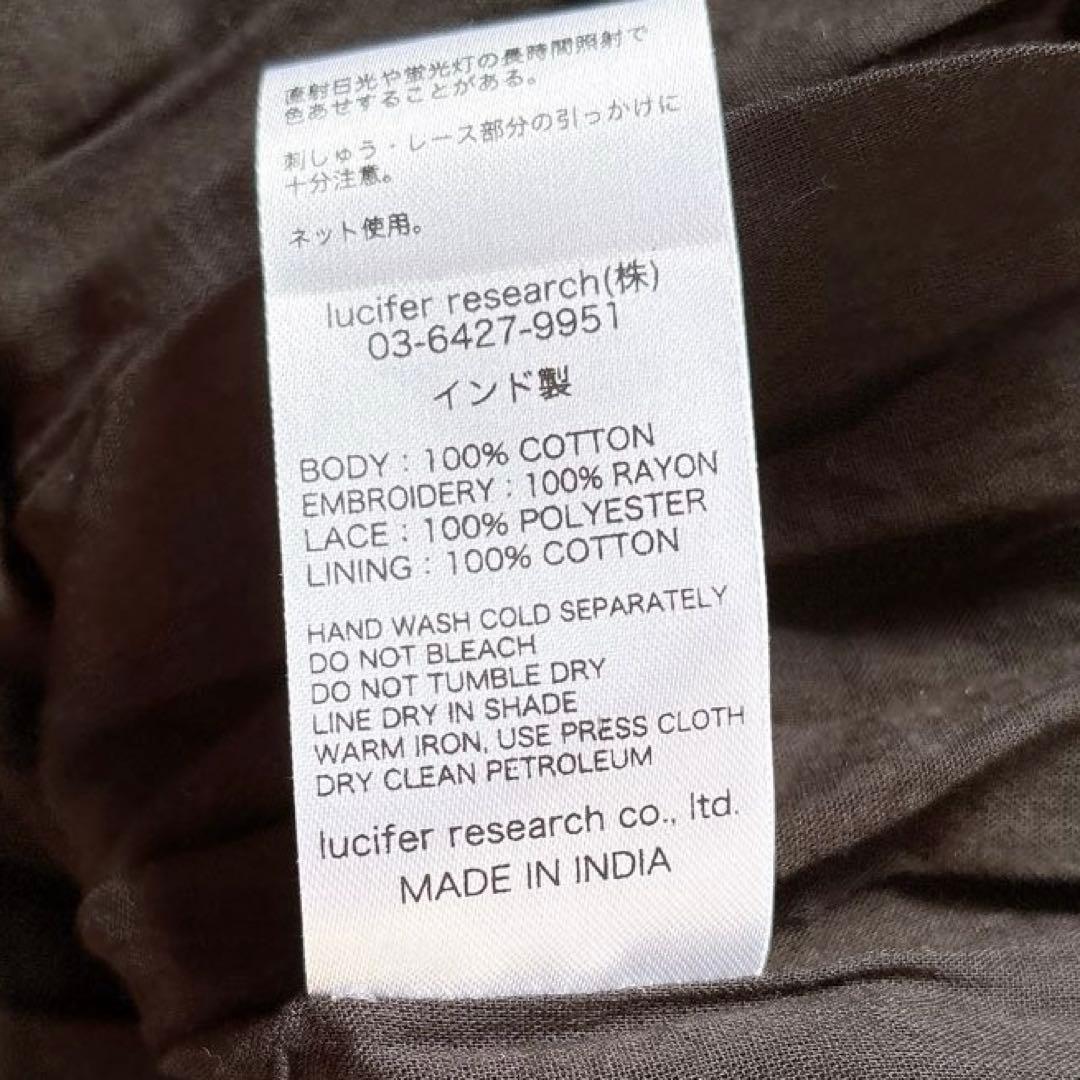 直射日光や蛍光灯の長時間照射で
色あせすることがある。
刺しゅう・レース部分の引っかけに
十分注意。
ネット使用。
lucifer research(株)
03-6427-9951
インド製
BODY : 100% COTTON
EMBROIDERY : 100% RAYON
LACE : 100% POLYESTER
LINING : 100% COTTON
HAND WASH COLD SEPARATELY
DO NOT BLEACH
DO NOT TUMBLE DRY
LINE DRY IN SHADE
WARM IRON, USE PRESS CLOTH
DRY CLEAN PETROLEUM
lucifer research co., ltd.
MADE IN INDIA